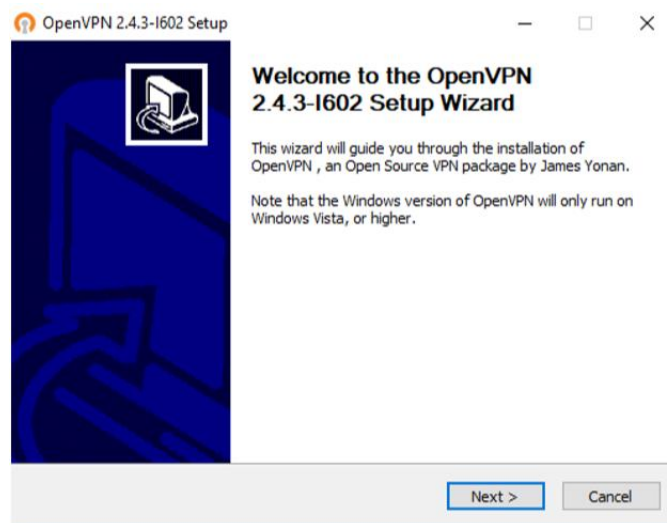 OpenVPN 2.4.3-I602 Setup
Welcome to the OpenVPN
2.4.3-I602 Setup Wizard
This wizard will guide you through the installation of
OpenVPN , an Open Source VPN package by James Yonan.
Note that the Windows version of OpenVPN will only run on
Windows Vista, or higher.
Next >
Cancel